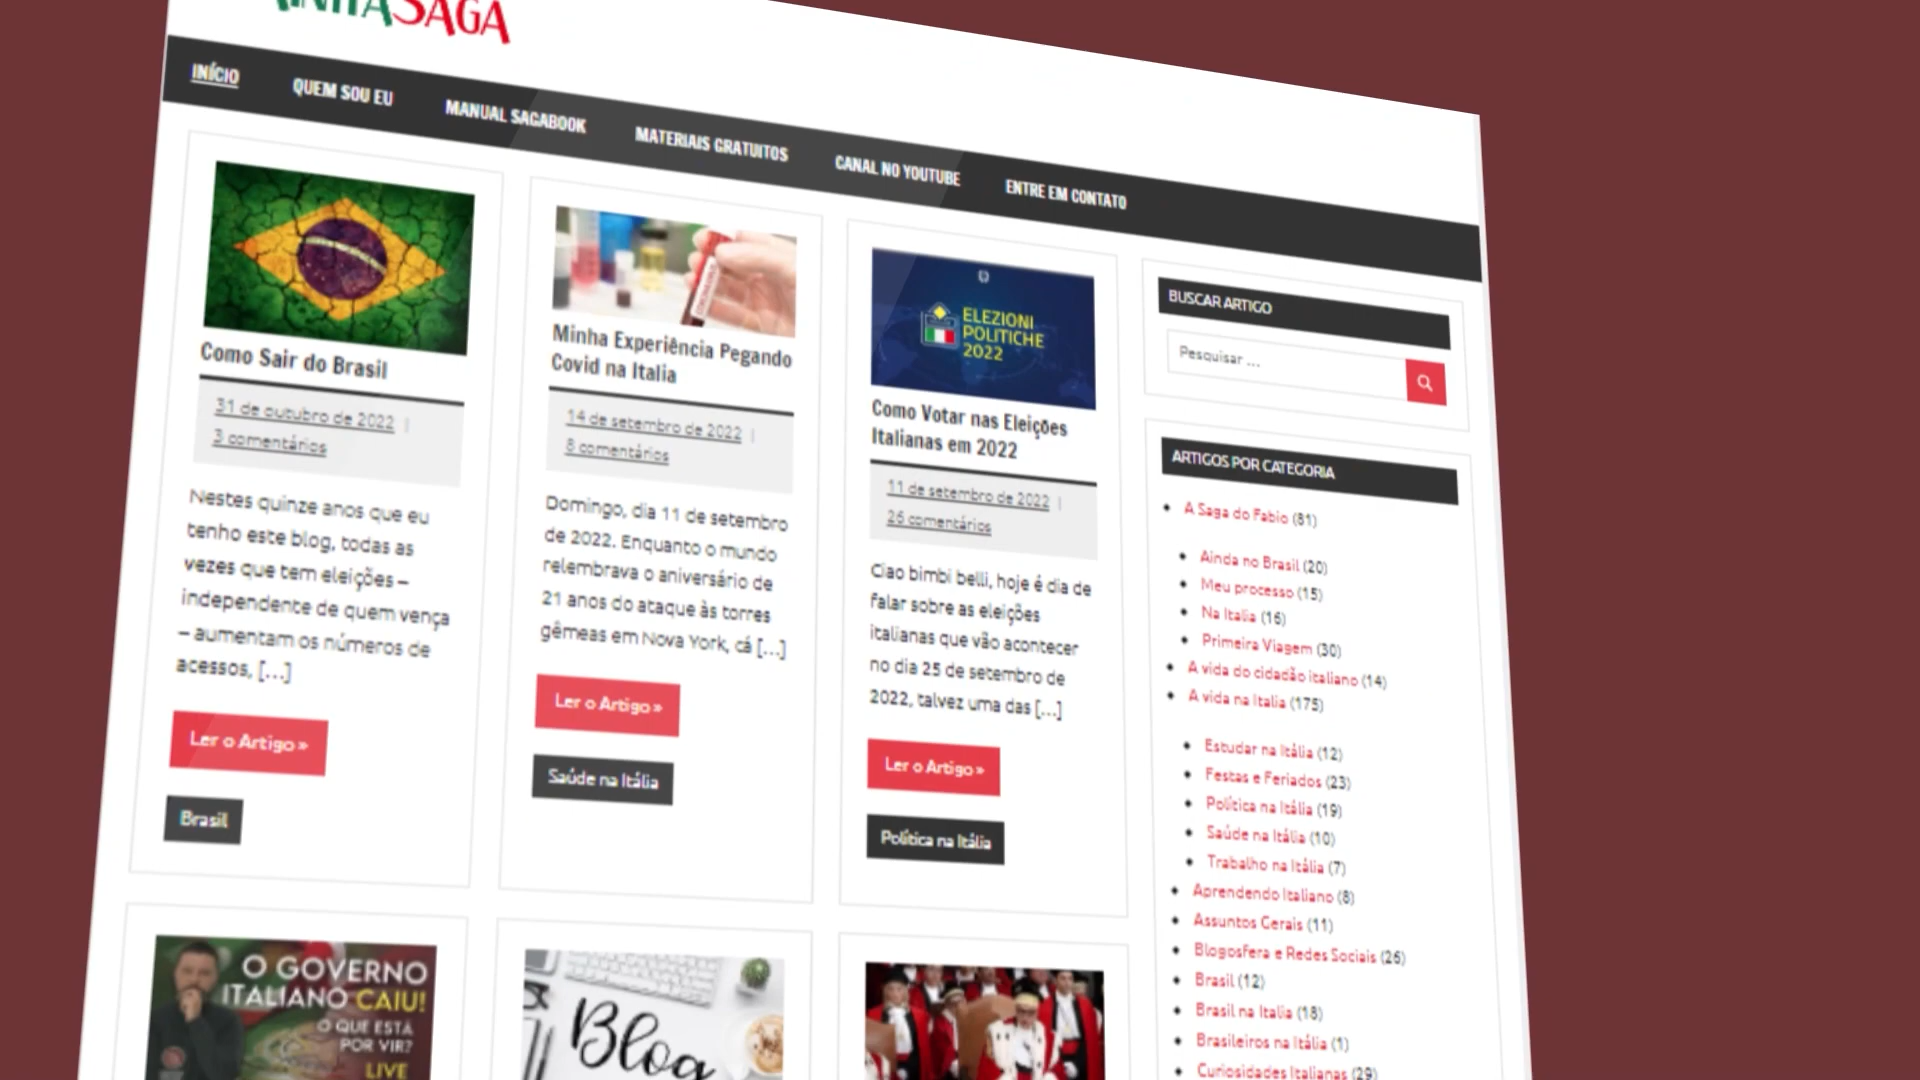 SAGA
INÍCIO
QUEM SOU EU
MANUAL SAGABOOK
MATERIAIS GRATUITOS
CANAL NO YOUTUBE
ENTRE EM CONTATO
Como Sair do Brasil
31 de outubro de 2022 |
3 comentários
Nestes quinze anos que eu
tenho este blog, todas as
vezes que tem eleições –
independente de quem vença
– aumentam os números de
acessos, [...]
Ler o Artigo »
Brasil
Minha Experiência Pegando
Covid na Italia
14 de setembro de 2022 |
8 comentários
Domingo, dia 11 de setembro
de 2022. Enquanto o mundo
relembrava o aniversário de
21 anos do ataque às torres
gêmeas em Nova York, cá [...]
Ler o Artigo »
Saúde na Itália
ELEZIONI
POLITICHE
2022
Como Votar nas Eleições
Italianas em 2022
11 de setembro de 2022 |
26 comentários
Ciao bimbi belli, hoje é dia de
falar sobre as eleições
italianas que vão acontecer
no dia 25 de setembro de
2022, talvez uma das [...]
Ler o Artigo »
Política na Itália
BUSCAR ARTIGO
Pesquisar ...
ARTIGOS POR CATEGORIA
A Saga do Fabio (81)
Ainda no Brasil (20)
Meu processo (15)
Na Italia (16)
Primeira Viagem (30)
A vida do cidadão italiano (14)
A vida na Italia (175)
Estudar na Itália (12)
Festas e Feriados (23)
Política na Itália (19)
Saúde na Itália (10)
Trabalho na Itália (7)
Aprendendo Italiano (8)
Assuntos Gerais (11)
Blogosfera e Redes Sociais (26)
Brasil (12)
Brasil na Italia (18)
Brasileiros na Itália (1)
Curiosidades Italianas (29)
O GOVERNO
ITALIANO CAIU!
O QUE ESTÁ
POR VIR?
LIVE
Blog